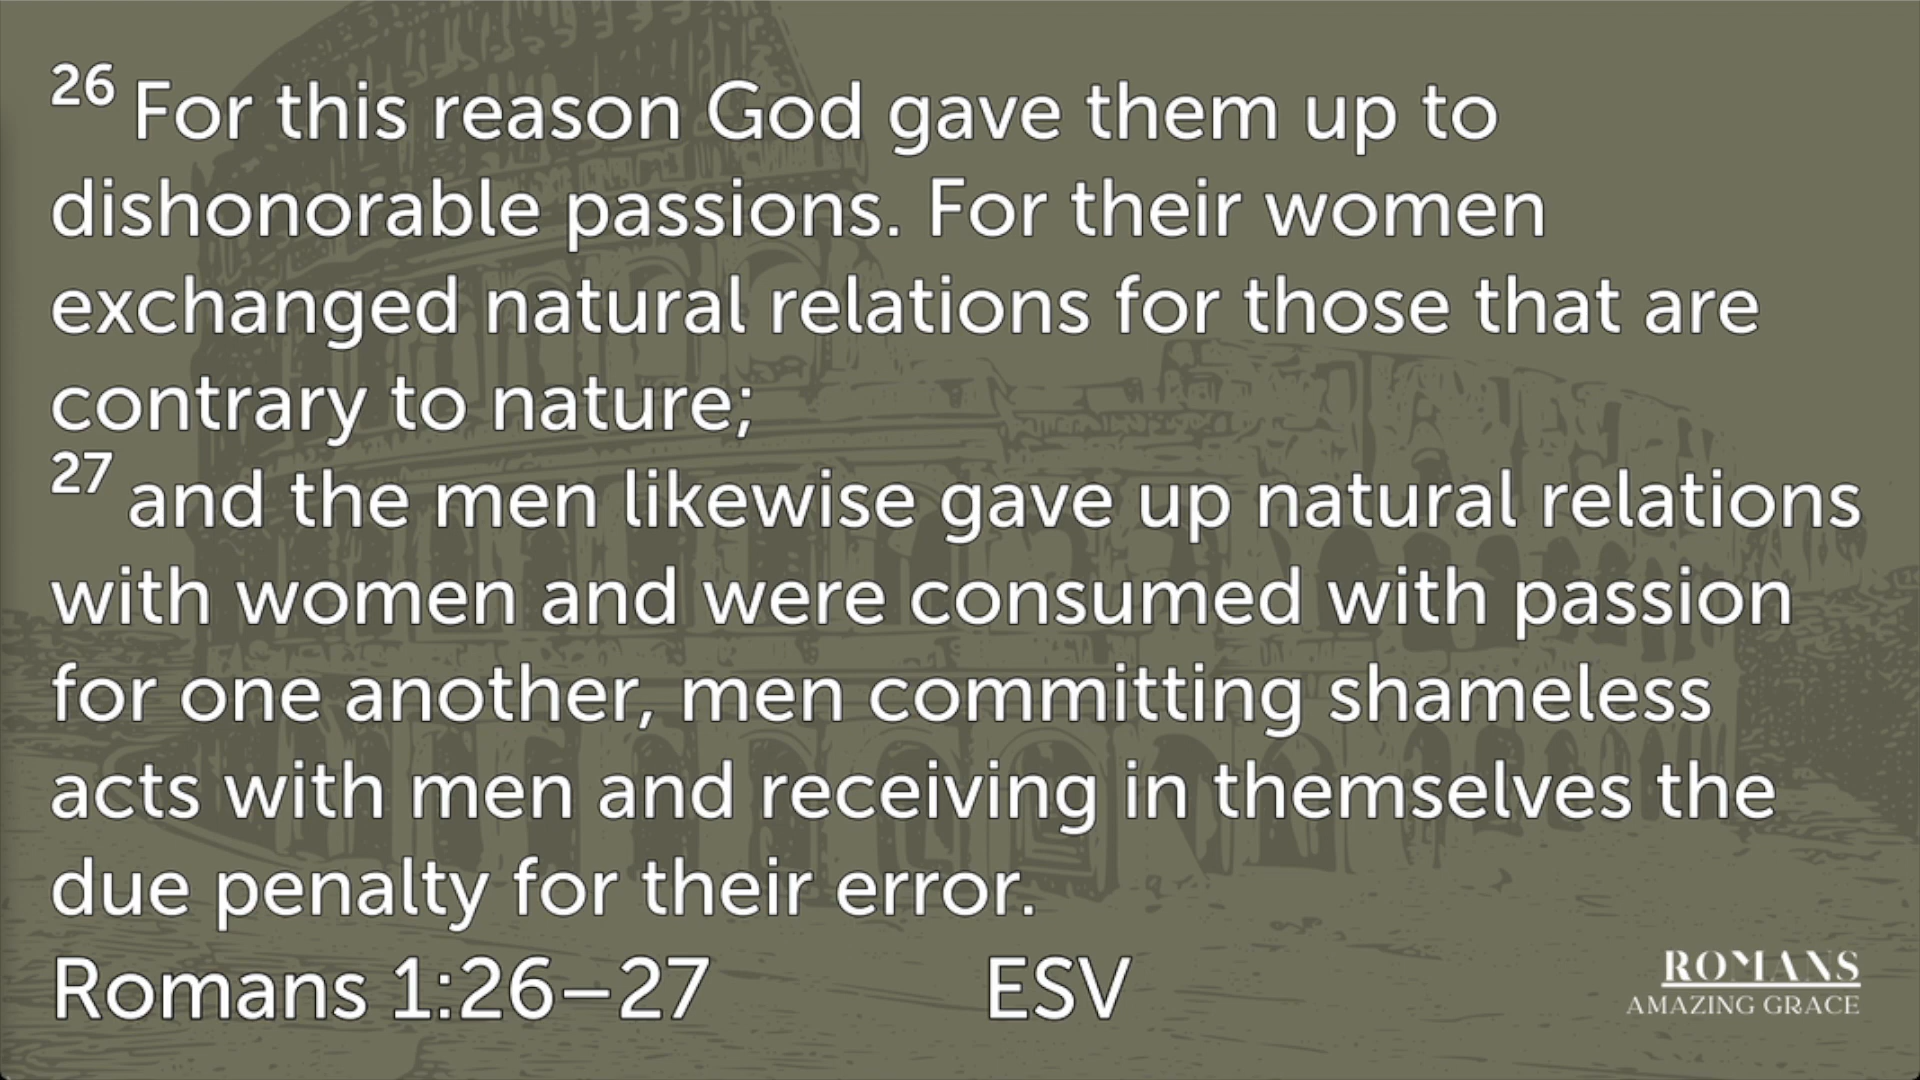 26 For this reason God gave them up to
dishonorable passions. For their women
exchanged natural relations for those that are
contrary to nature;
27 and the men likewise gave up natural relations
with women and were consumed with passion
for one another, men committing shameless
acts with men and receiving in themselves the
due penalty for their error.
Romans 1:26–27 ESV
ROMANS
AMAZING GRACE